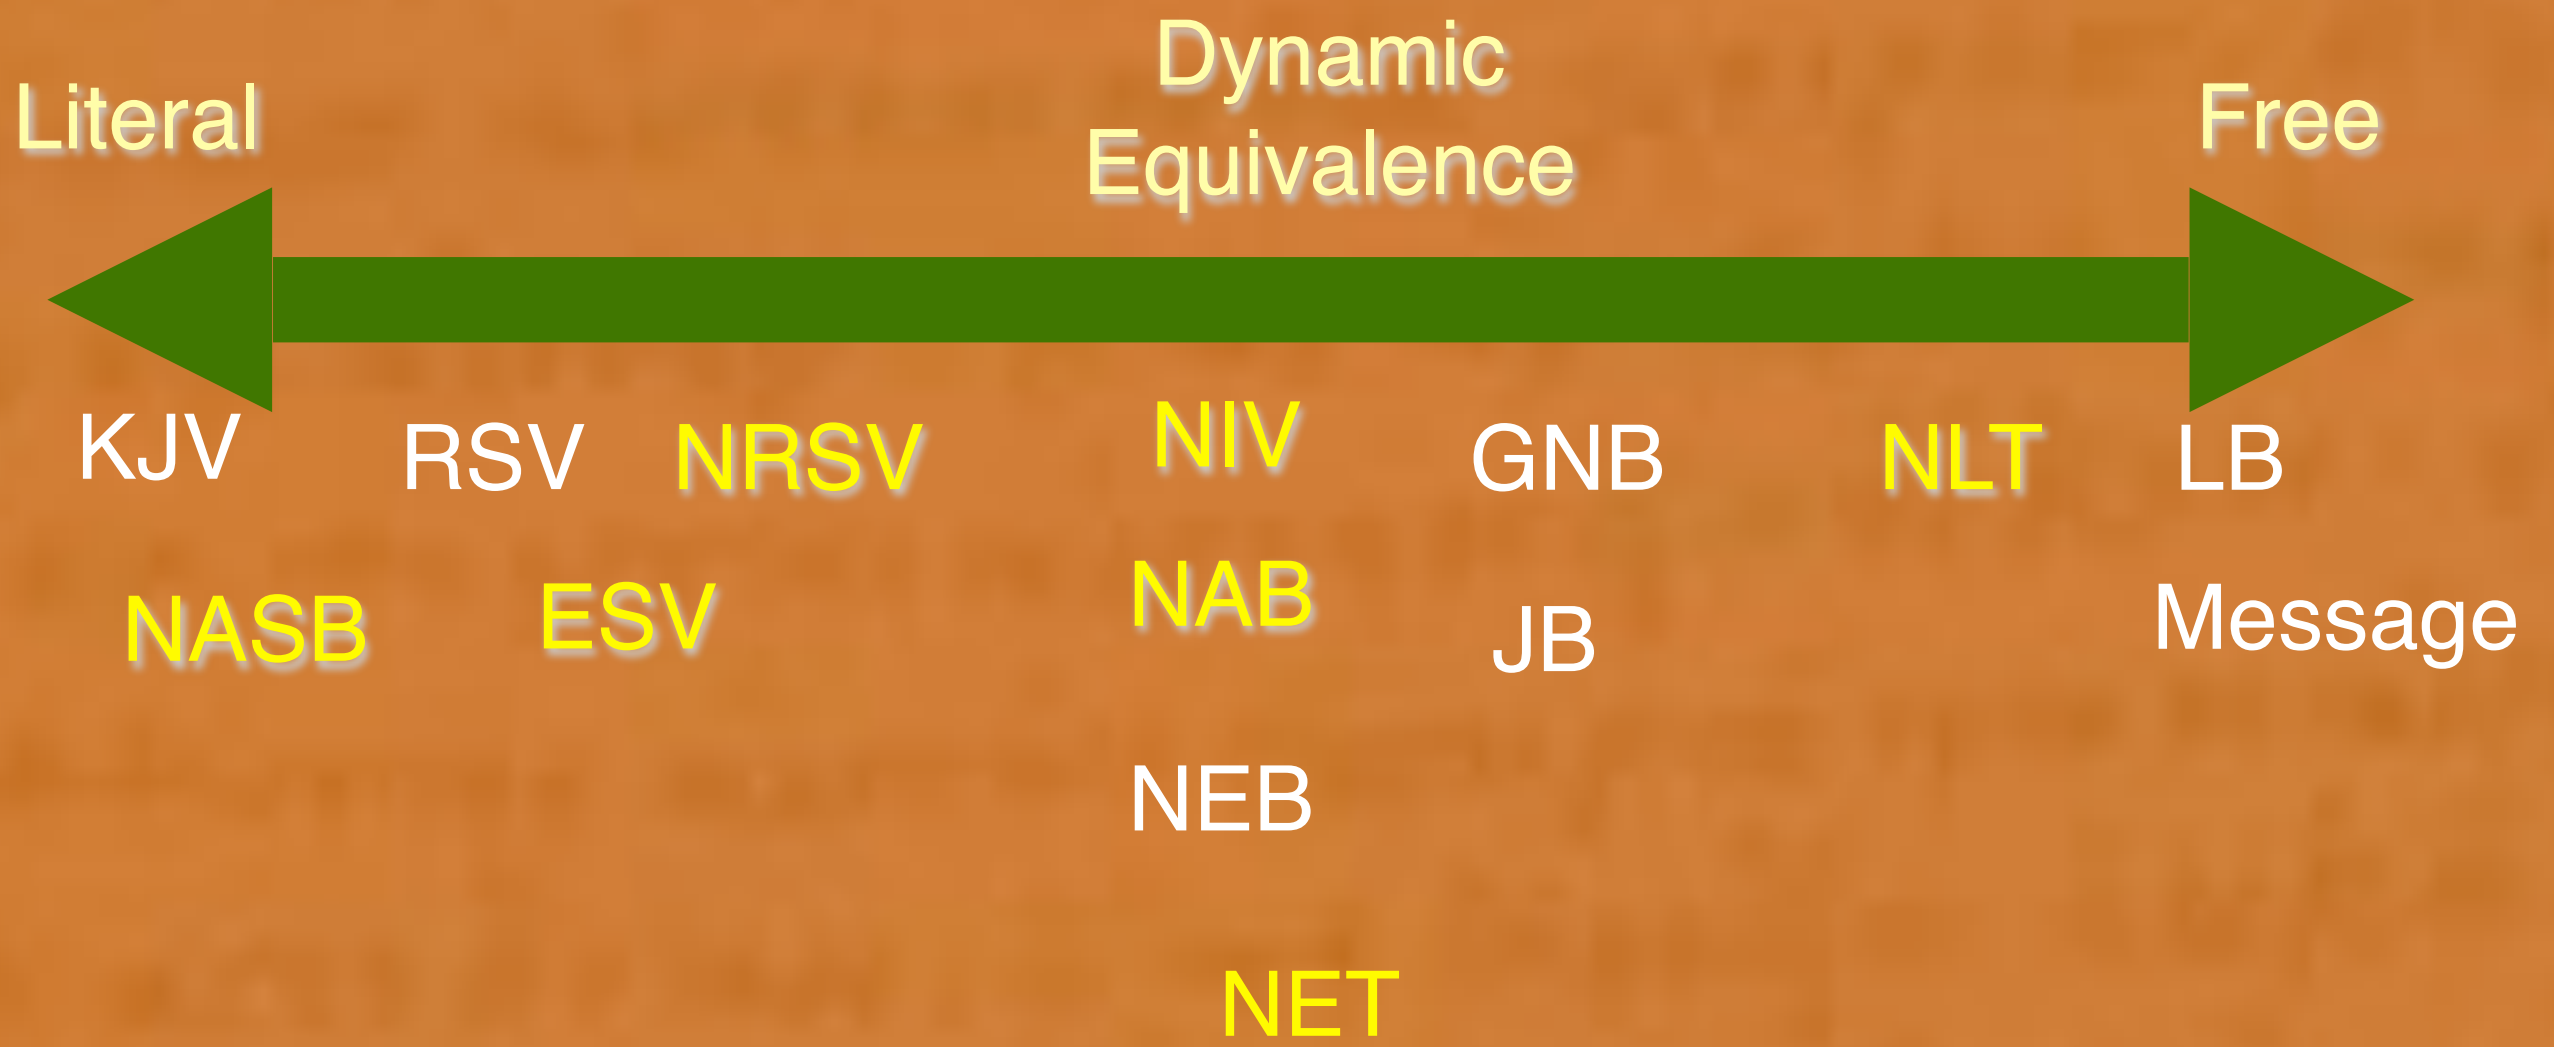 Literal
Dynamic
Equivalence
Free
KJV RSV NRSV NIV GNB NLT LB
NASB ESV NAB JB Message
NEB
NET